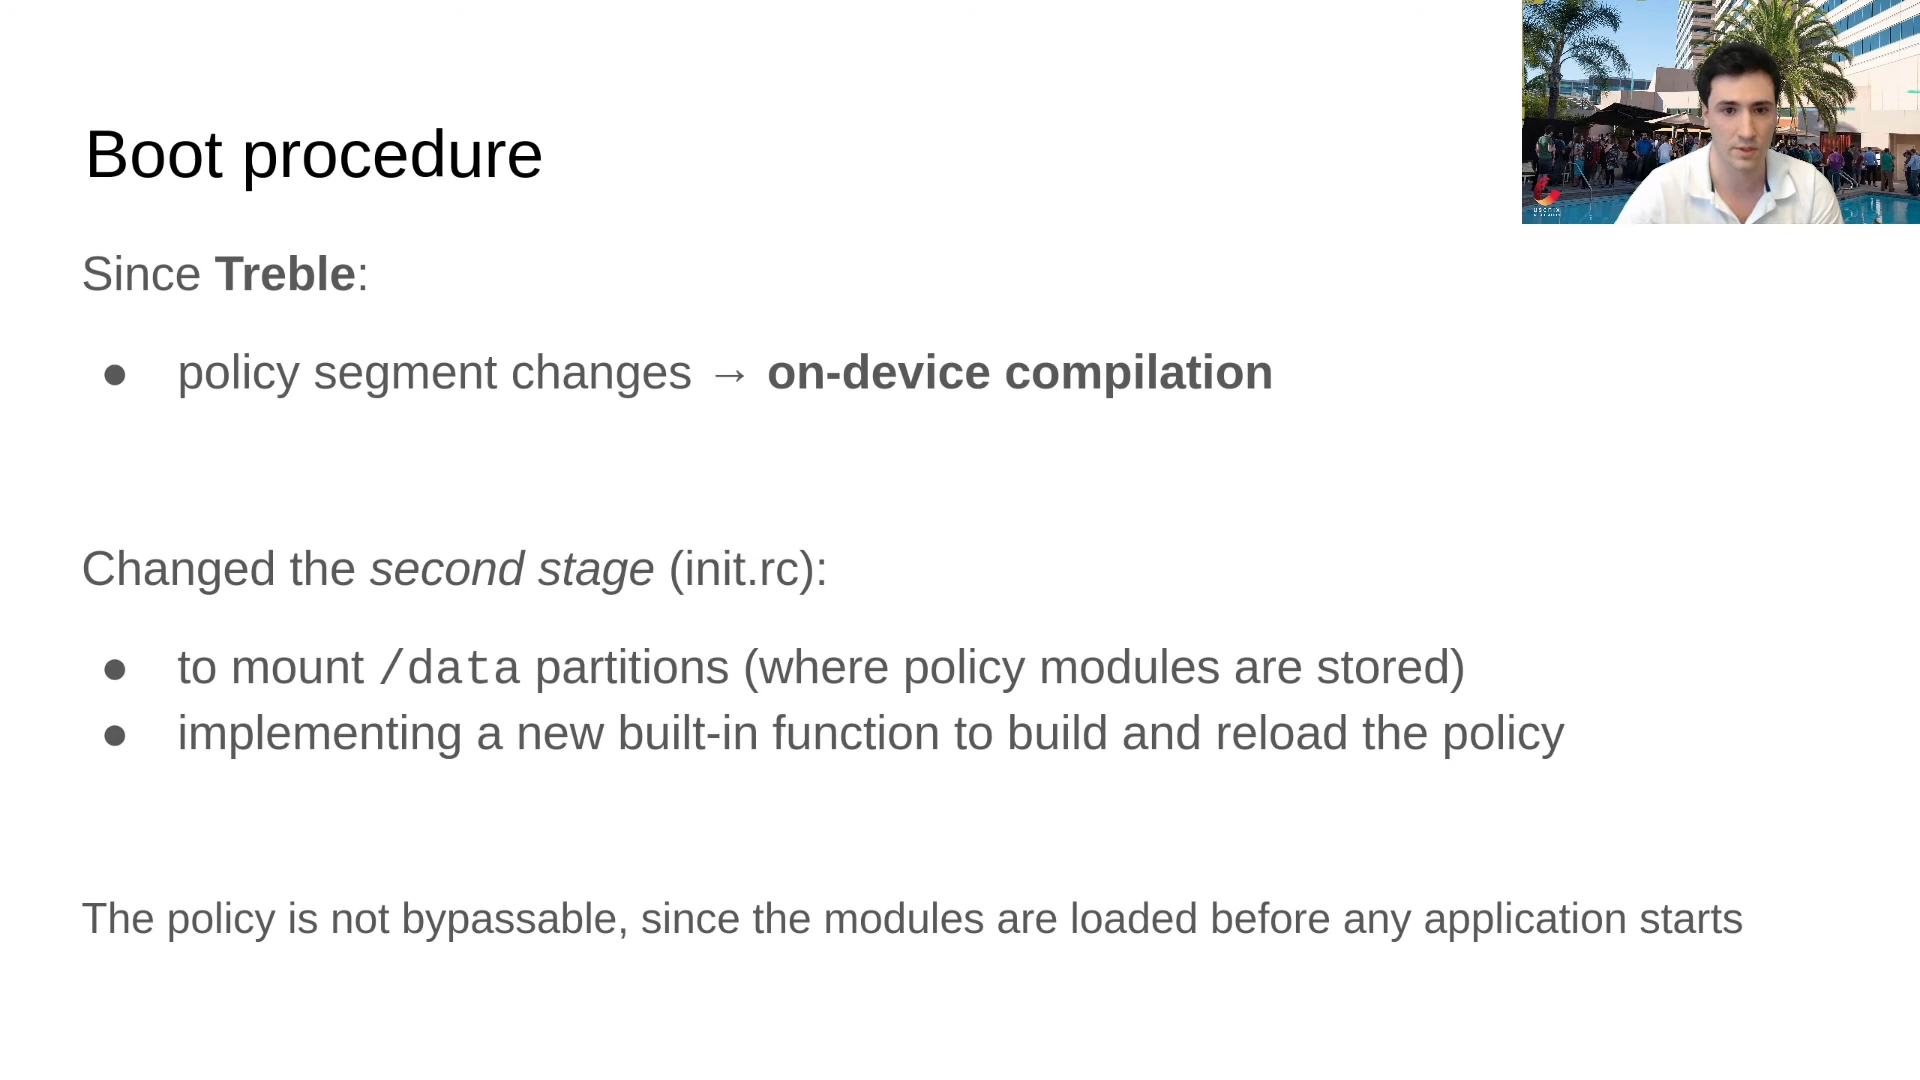 Boot procedure
Since Treble:
● policy segment changes → on-device compilation
Changed the second stage (init.rc):
● to mount /data partitions (where policy modules are stored)
● implementing a new built-in function to build and reload the policy
The policy is not bypassable, since the modules are loaded before any application starts
usenix